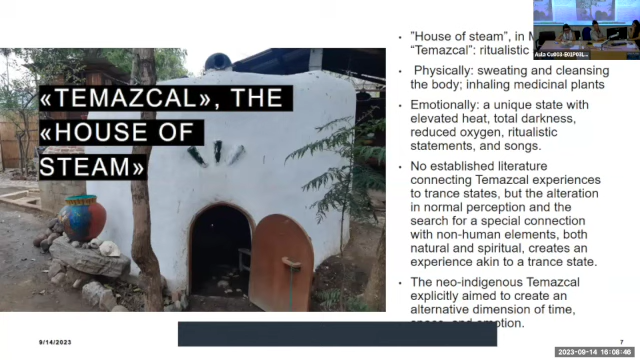 «TEMAZCAL», THE
«HOUSE OF
STEAM»
• "House of steam", in
"Temazcal": ritualistic
• Physically: sweating and cleansing
the body; inhaling medicinal plants
• Emotionally: a unique state with
elevated heat, total darkness,
reduced oxygen, ritualistic
statements, and songs.
• No established literature
connecting Temazcal experiences
to trance states, but the alteration
in normal perception and the
search for a special connection
with non-human elements, both
natural and spiritual, creates an
experience akin to a trance state.
• The neo-indigenous Temazcal
explicitly aimed to create an
alternative dimension of time,
space, and emotion.
9/14/2023
7
2023-09-14 16:08:46